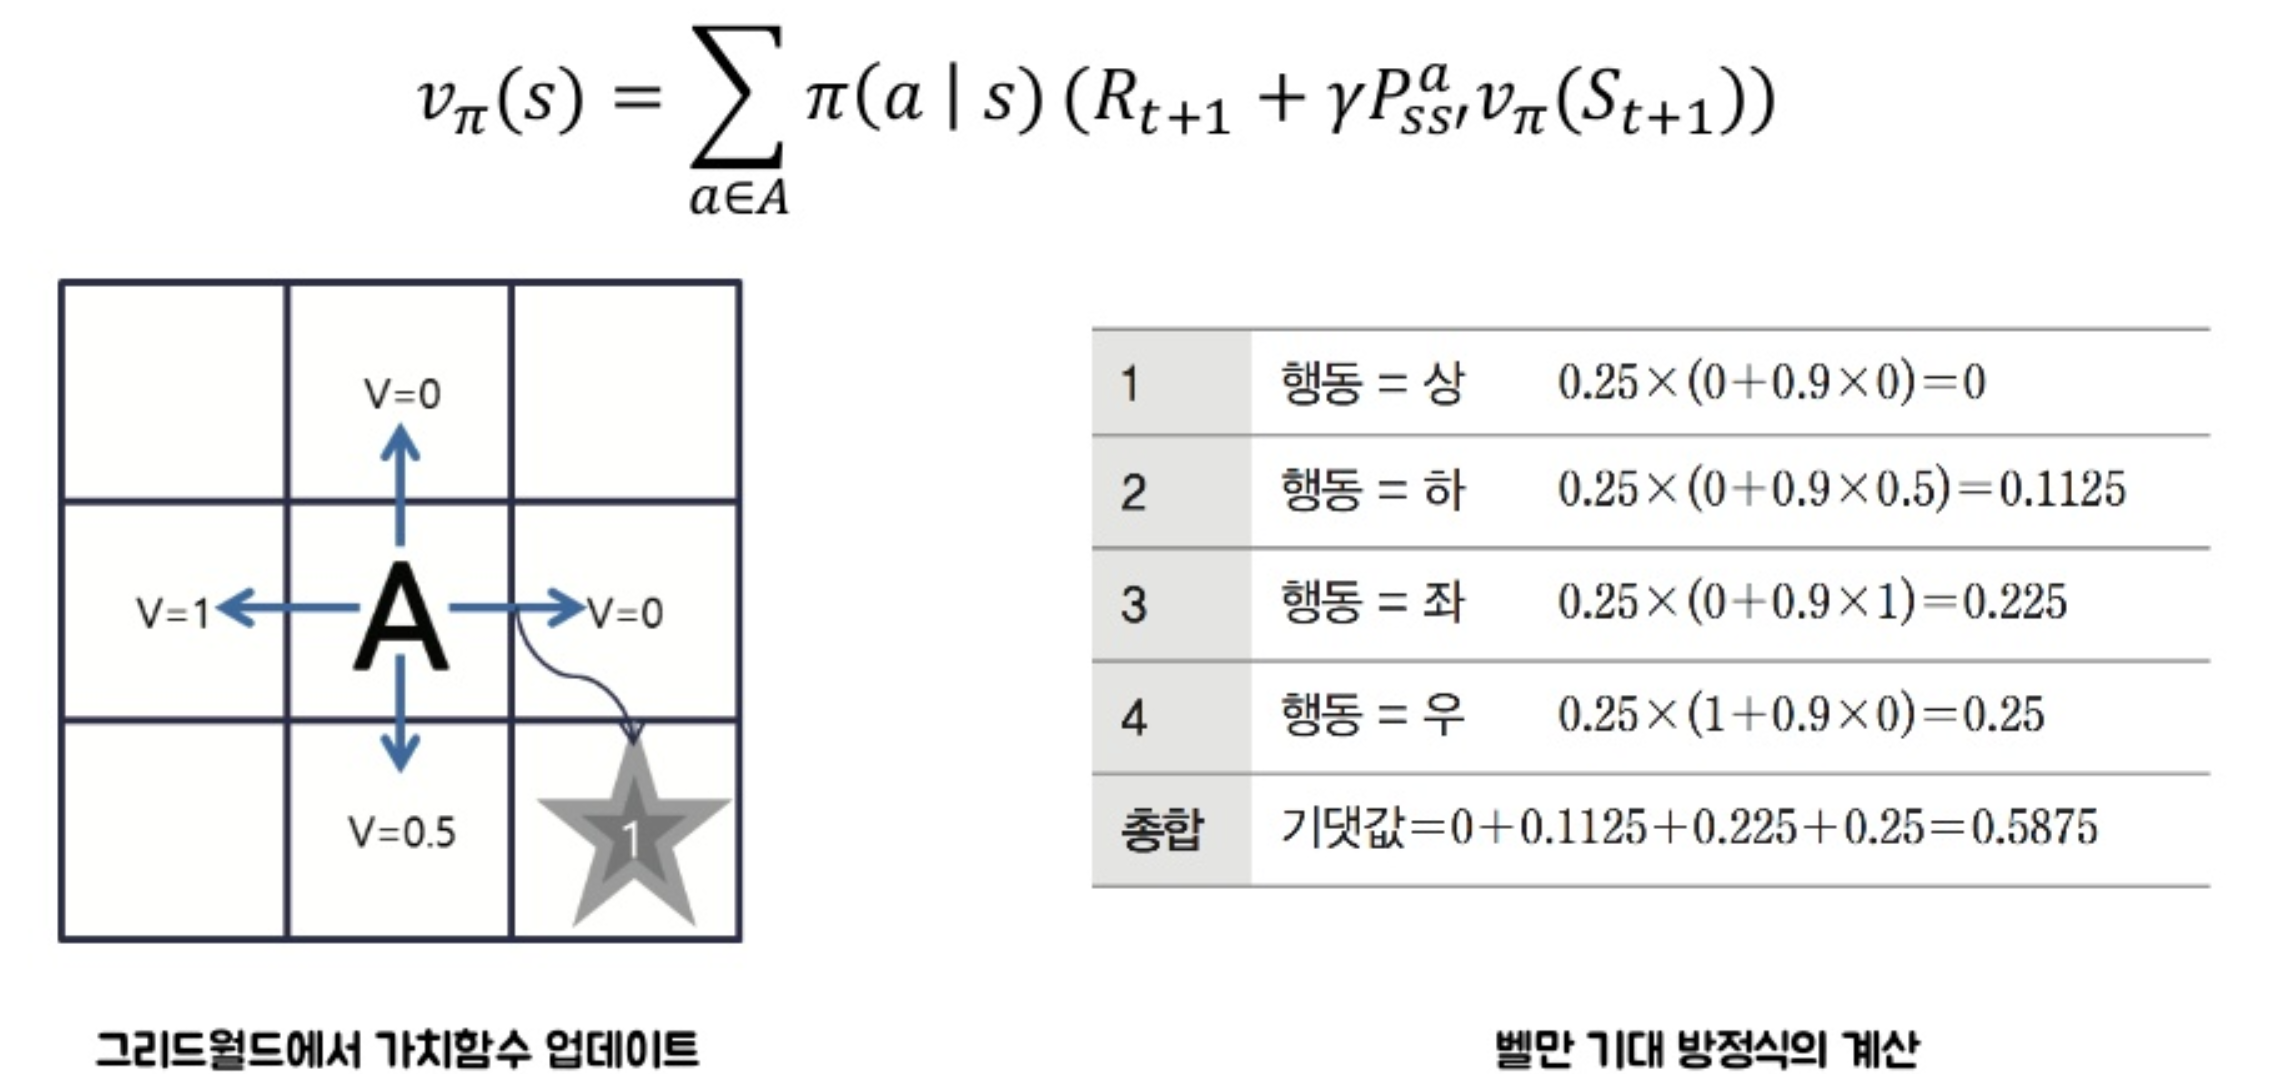 v_π(s) = ∑_{a∈A} π(a | s) (R_{t+1} + γP^a_{ss′}v_π(S_{t+1}))
V=0
V=1
A
V=0
V=0.5
1
그리드월드에서 가치함수 업데이트
1 행동 = 상 0.25×(0+0.9×0)=0
2 행동 = 하 0.25×(0+0.9×0.5)=0.1125
3 행동 = 좌 0.25×(0+0.9×1)=0.225
4 행동 = 우 0.25×(1+0.9×0)=0.25
총합 기댓값=0+0.1125+0.225+0.25=0.5875
벨만 기대 방정식의 계산